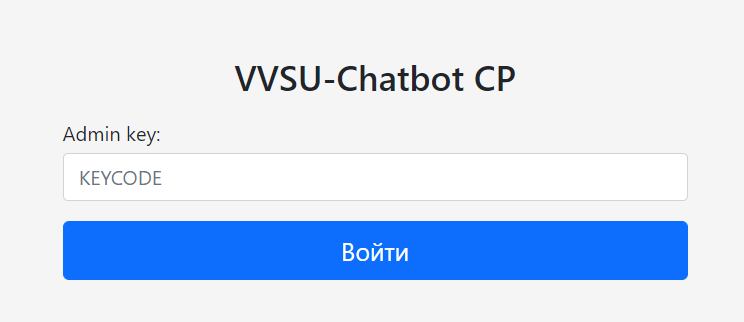 VVSU-Chatbot CP
Admin key:
KEYCODE
Войти